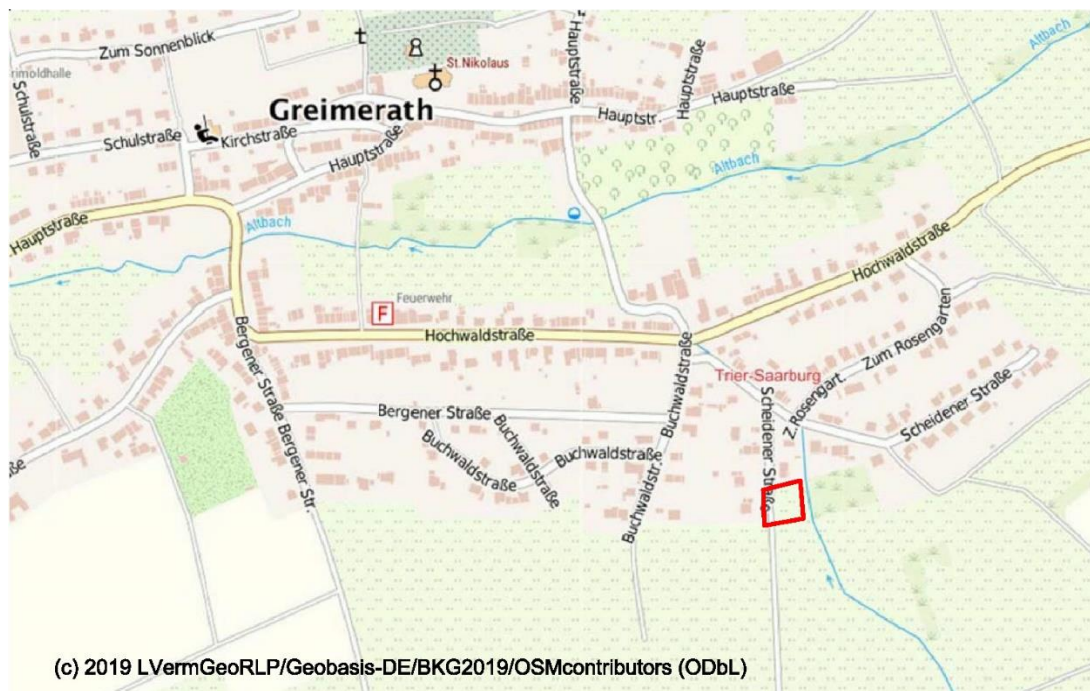 Zum Sonnenblick
Hauptstraße
Altbach
rimoldhalle
St.Nikolaus
Hauptstraße
Schulstraße
Greimerath
Hauptstraße
Hauptstr.
Schulstraße
Kirchstraße
Hauptstraße
Altbach
Hauptstraße
Altbach
Hochwaldstraße
Feuerwehr
F
Hochwaldstraße
Bergener Straße
Bergener Str.
Buchwaldstraße
Trier-Saarburg
Zum Rosengarten
Z.Rosengart.
Scheidener Straße
Scheidener Straße
Bergener Straße
Buchwaldstraße
Buchwaldstraße
Buchwaldstraße
Buchwaldstr.
ße
(c) 2019 LVermGeoRLP/Geobasis-DE/BKG2019/OSMcontributors (ODbL)